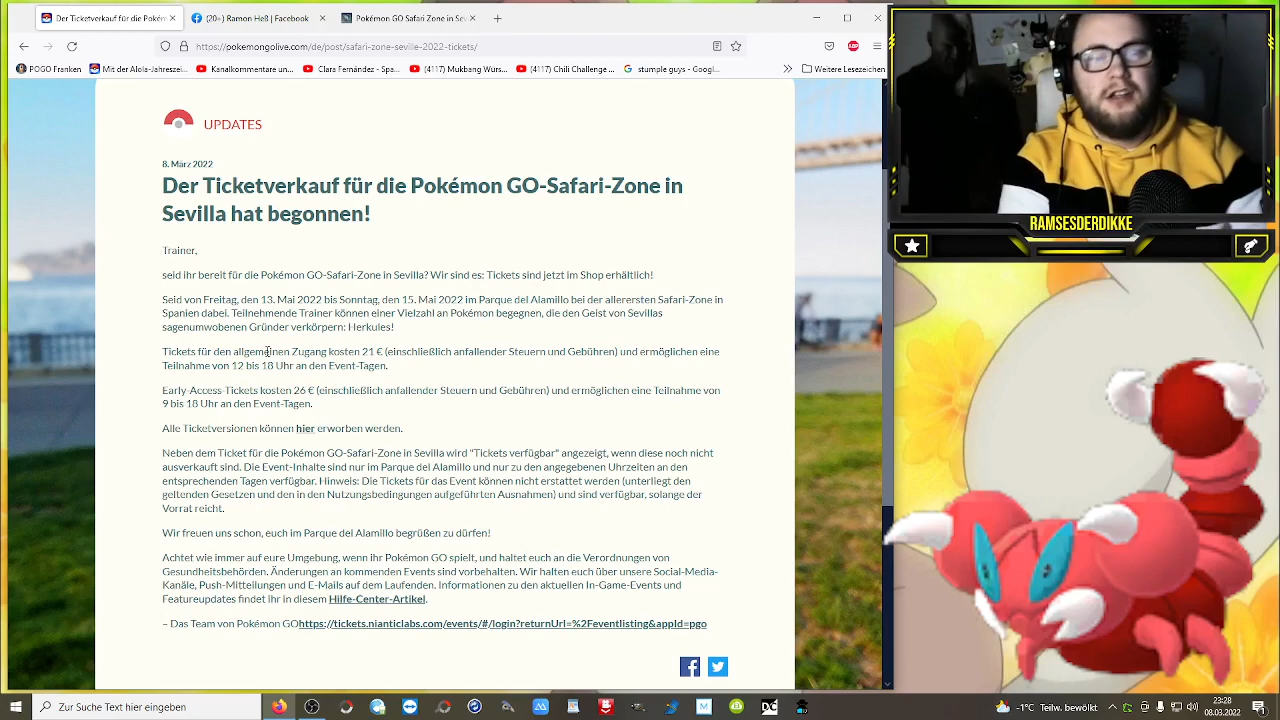 Der Ticketverkauf für die Pokém
(20+) NMD | Facebook
Pokémon GO Safari Zone in Sev
https://pokemongolive.com/de/post/safari-zone-seville-2022-tickets/
POGO Franken
Mit der Alola-Jahres...
Kanalkommentare un...
Clara Felicitas - Spa...
(4117) Mukbang Würs...
(4117) Chili Challenge ...
stumple guys - Googl...
Weitere Lesezeichen
UPDATES
8. März 2022
Der Ticketverkauf für die Pokémon GO-Safari-Zone in
Sevilla hat begonnen!
Trainer,
seid ihr bereit für die Pokémon GO-Safari-Zone in Sevilla? Wir sind es: Tickets sind jetzt im Shop erhältlich!
Seid von Freitag, den 13. Mai 2022 bis Sonntag, den 15. Mai 2022 im Parque del Alamillo bei der allerersten Safari-Zone in
Spanien dabei. Teilnehmende Trainer können einer Vielzahl an Pokémon begegnen, die den Geist von Sevillas
sagenumwobenen Gründer verkörpern: Herkules!
Tickets für den allgemeinen Zugang kosten 21 € (einschließlich anfallender Steuern und Gebühren) und ermöglichen eine
Teilnahme von 12 bis 18 Uhr an den Event-Tagen.
Early-Access-Tickets kosten 26 € (einschließlich anfallender Steuern und Gebühren) und ermöglichen eine Teilnahme von
9 bis 18 Uhr an den Event-Tagen.
Alle Ticketversionen können hier erworben werden.
Neben dem Ticket für die Pokémon GO-Safari-Zone in Sevilla wird "Tickets verfügbar" angezeigt, wenn diese noch nicht
ausverkauft sind. Die Event-Inhalte sind nur im Parque del Alamillo und nur zu den angegebenen Uhrzeiten an den
entsprechenden Tagen verfügbar. Hinweis: Die Tickets für das Event können nicht erstattet werden (unterliegt den
geltenden Gesetzen und den in den Nutzungsbedingungen aufgeführten Ausnahmen) und sind verfügbar, solange der
Vorrat reicht.
Wir freuen uns schon, euch im Parque del Alamillo begrüßen zu dürfen!
Achtet wie immer auf eure Umgebung, wenn ihr Pokémon GO spielt, und haltet euch an die Verordnungen von
Gesundheitsbehörden. Änderungen an kommenden Events sind vorbehalten. Wir halten euch über unsere Social-Media-
Kanäle, Push-Mitteilungen und E-Mails auf dem Laufenden. Informationen zu den aktuellen In-Game-Events und
Featureupdates findet ihr in diesem Hilfe-Center-Artikel.
– Das Team von Pokémon GOhttps://tickets.nianticlabs.com/events/#/login?returnUrl=%2Feventlisting&appId=pgo
RAMSESDERDIKKE
Zur Suche Text hier eingeben
-1°C
23:28
08.03.2022